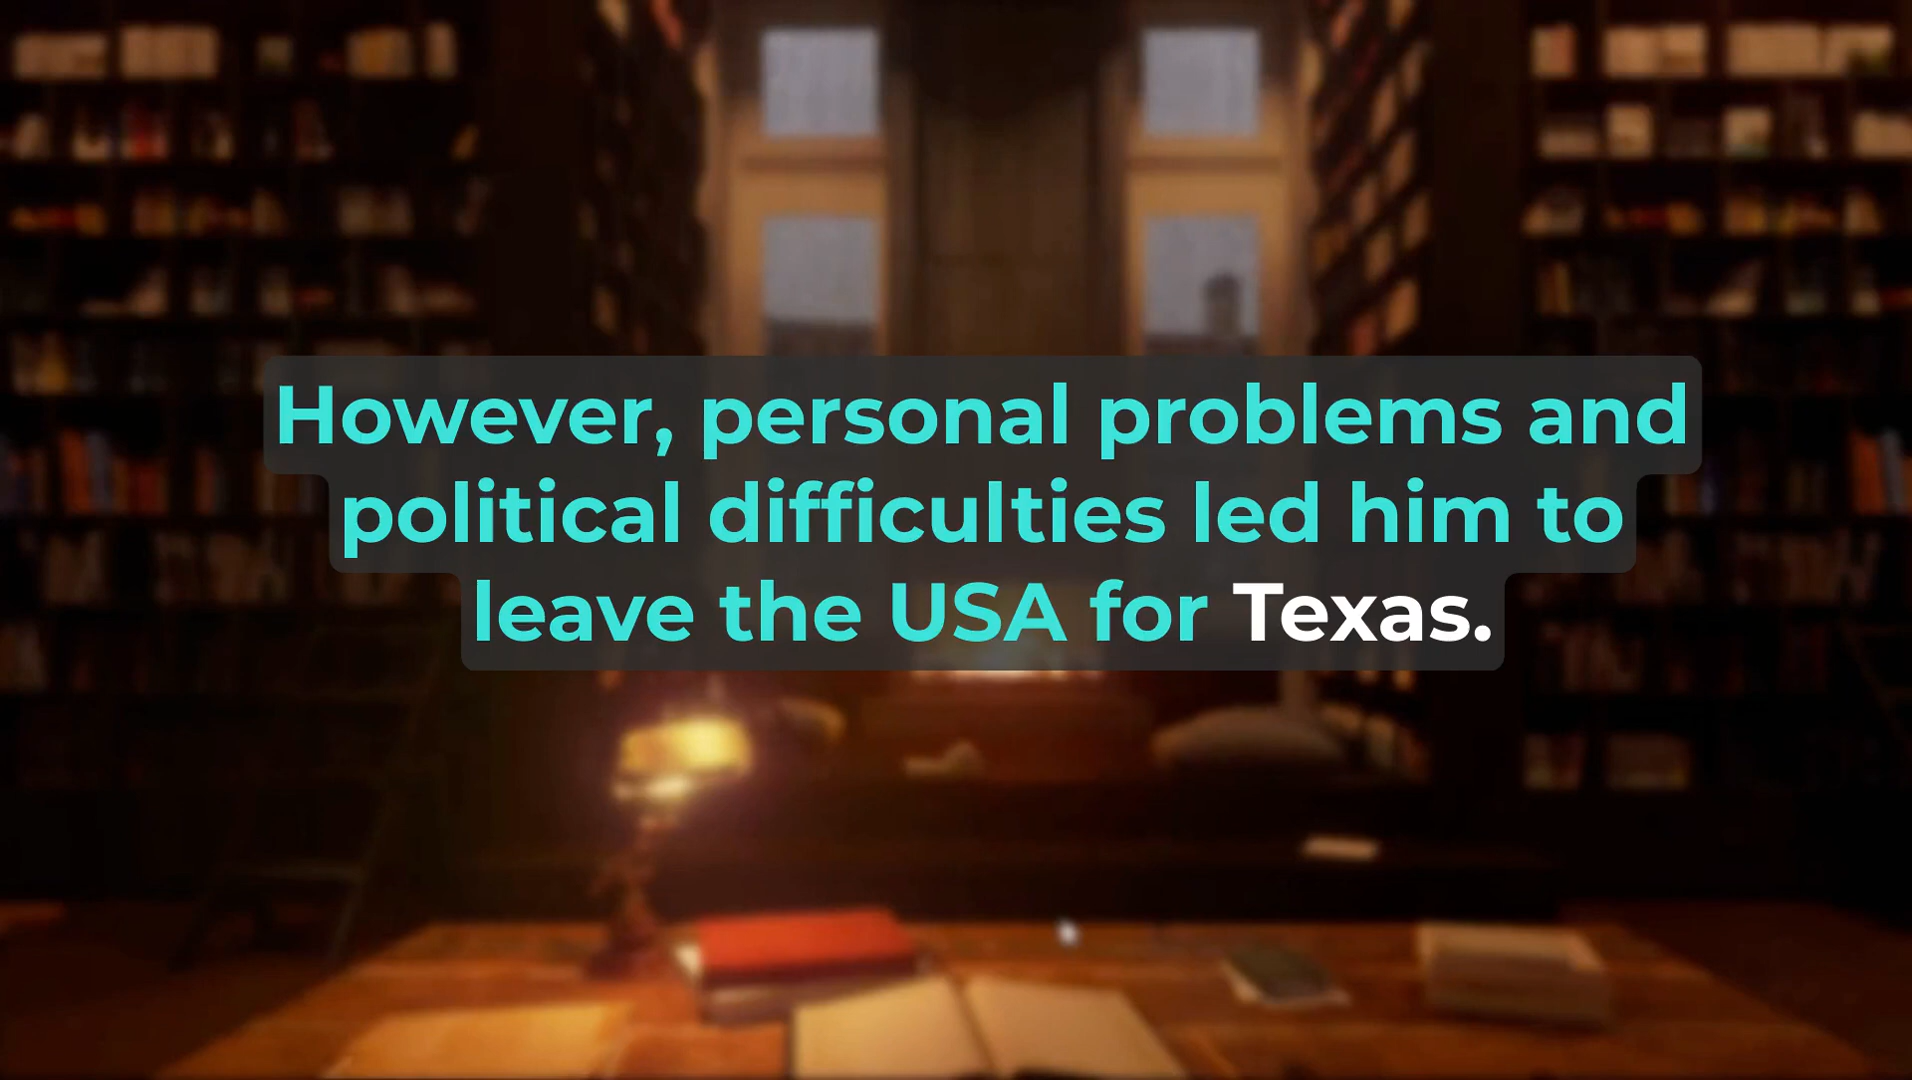 However, personal problems and
political difficulties led him to
leave the USA for Texas.